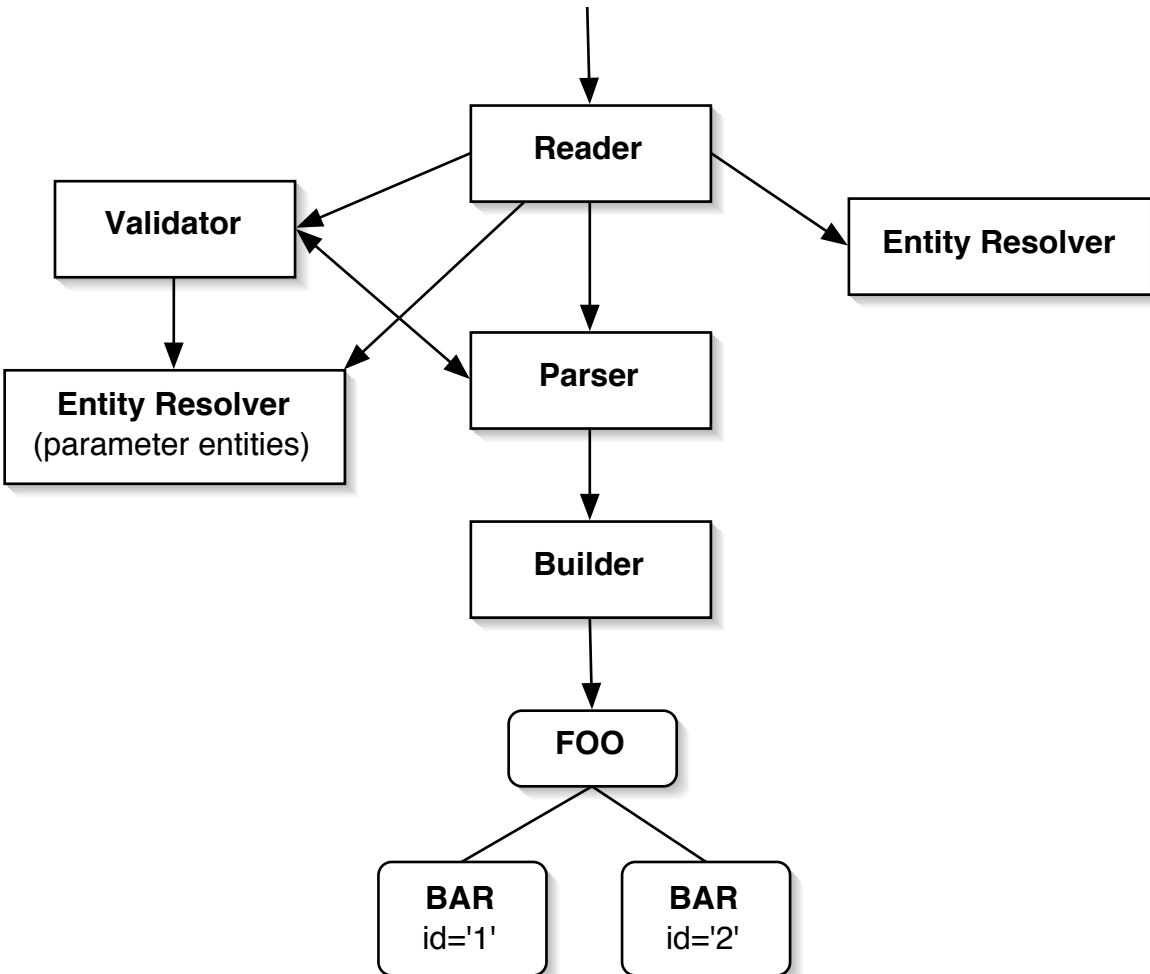 Reader
Validator
Entity Resolver
Parser
Entity Resolver
(parameter entities)
Builder
FOO
BAR
id='1'
BAR
id='2'